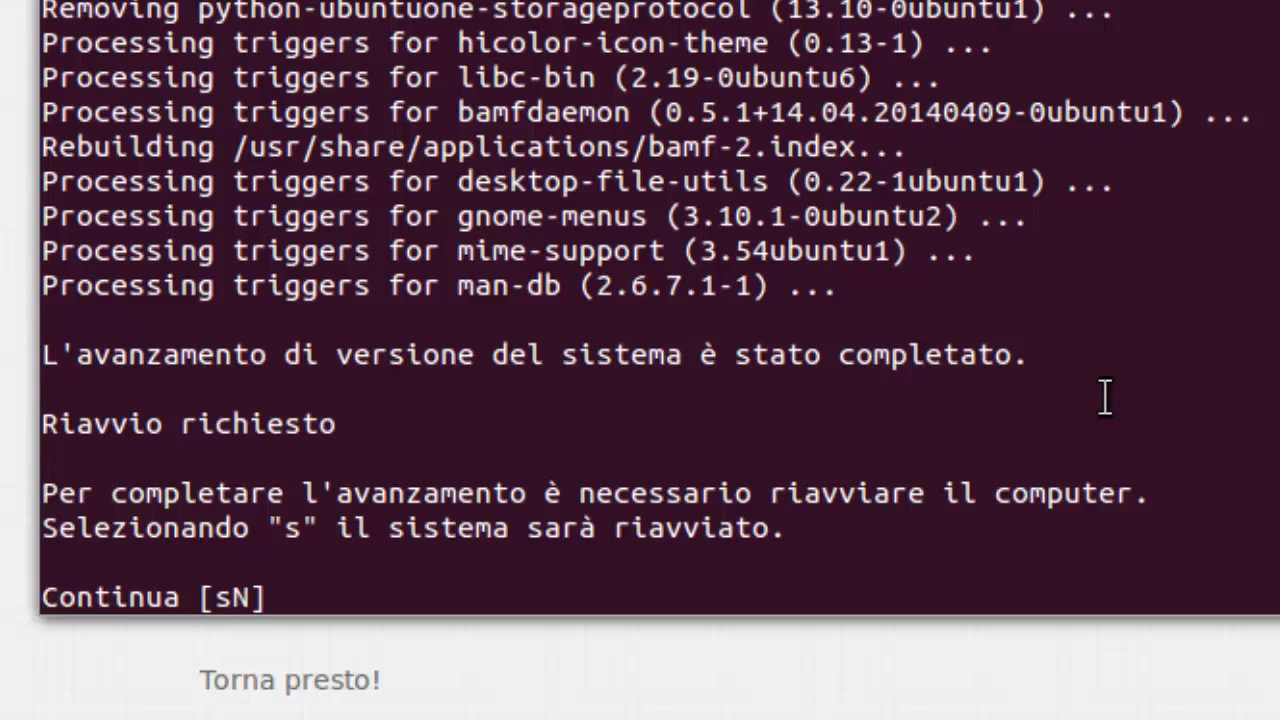 Removing python-ubuntuone-storageprotocol (13.10-0ubuntu1) ...
Processing triggers for hicolor-icon-theme (0.13-1) ...
Processing triggers for libc-bin (2.19-0ubuntu6) ...
Processing triggers for bamfdaemon (0.5.1+14.04.20140409-0ubuntu1) ...
Rebuilding /usr/share/applications/bamf-2.index...
Processing triggers for desktop-file-utils (0.22-1ubuntu1) ...
Processing triggers for gnome-menus (3.10.1-0ubuntu2) ...
Processing triggers for mime-support (3.54ubuntu1) ...
Processing triggers for man-db (2.6.7.1-1) ...
L'avanzamento di versione del sistema è stato completato.
Riavvio richiesto
Per completare l'avanzamento è necessario riavviare il computer.
Selezionando "s" il sistema sarà riavviato.
Continua [sN]
Torna presto!